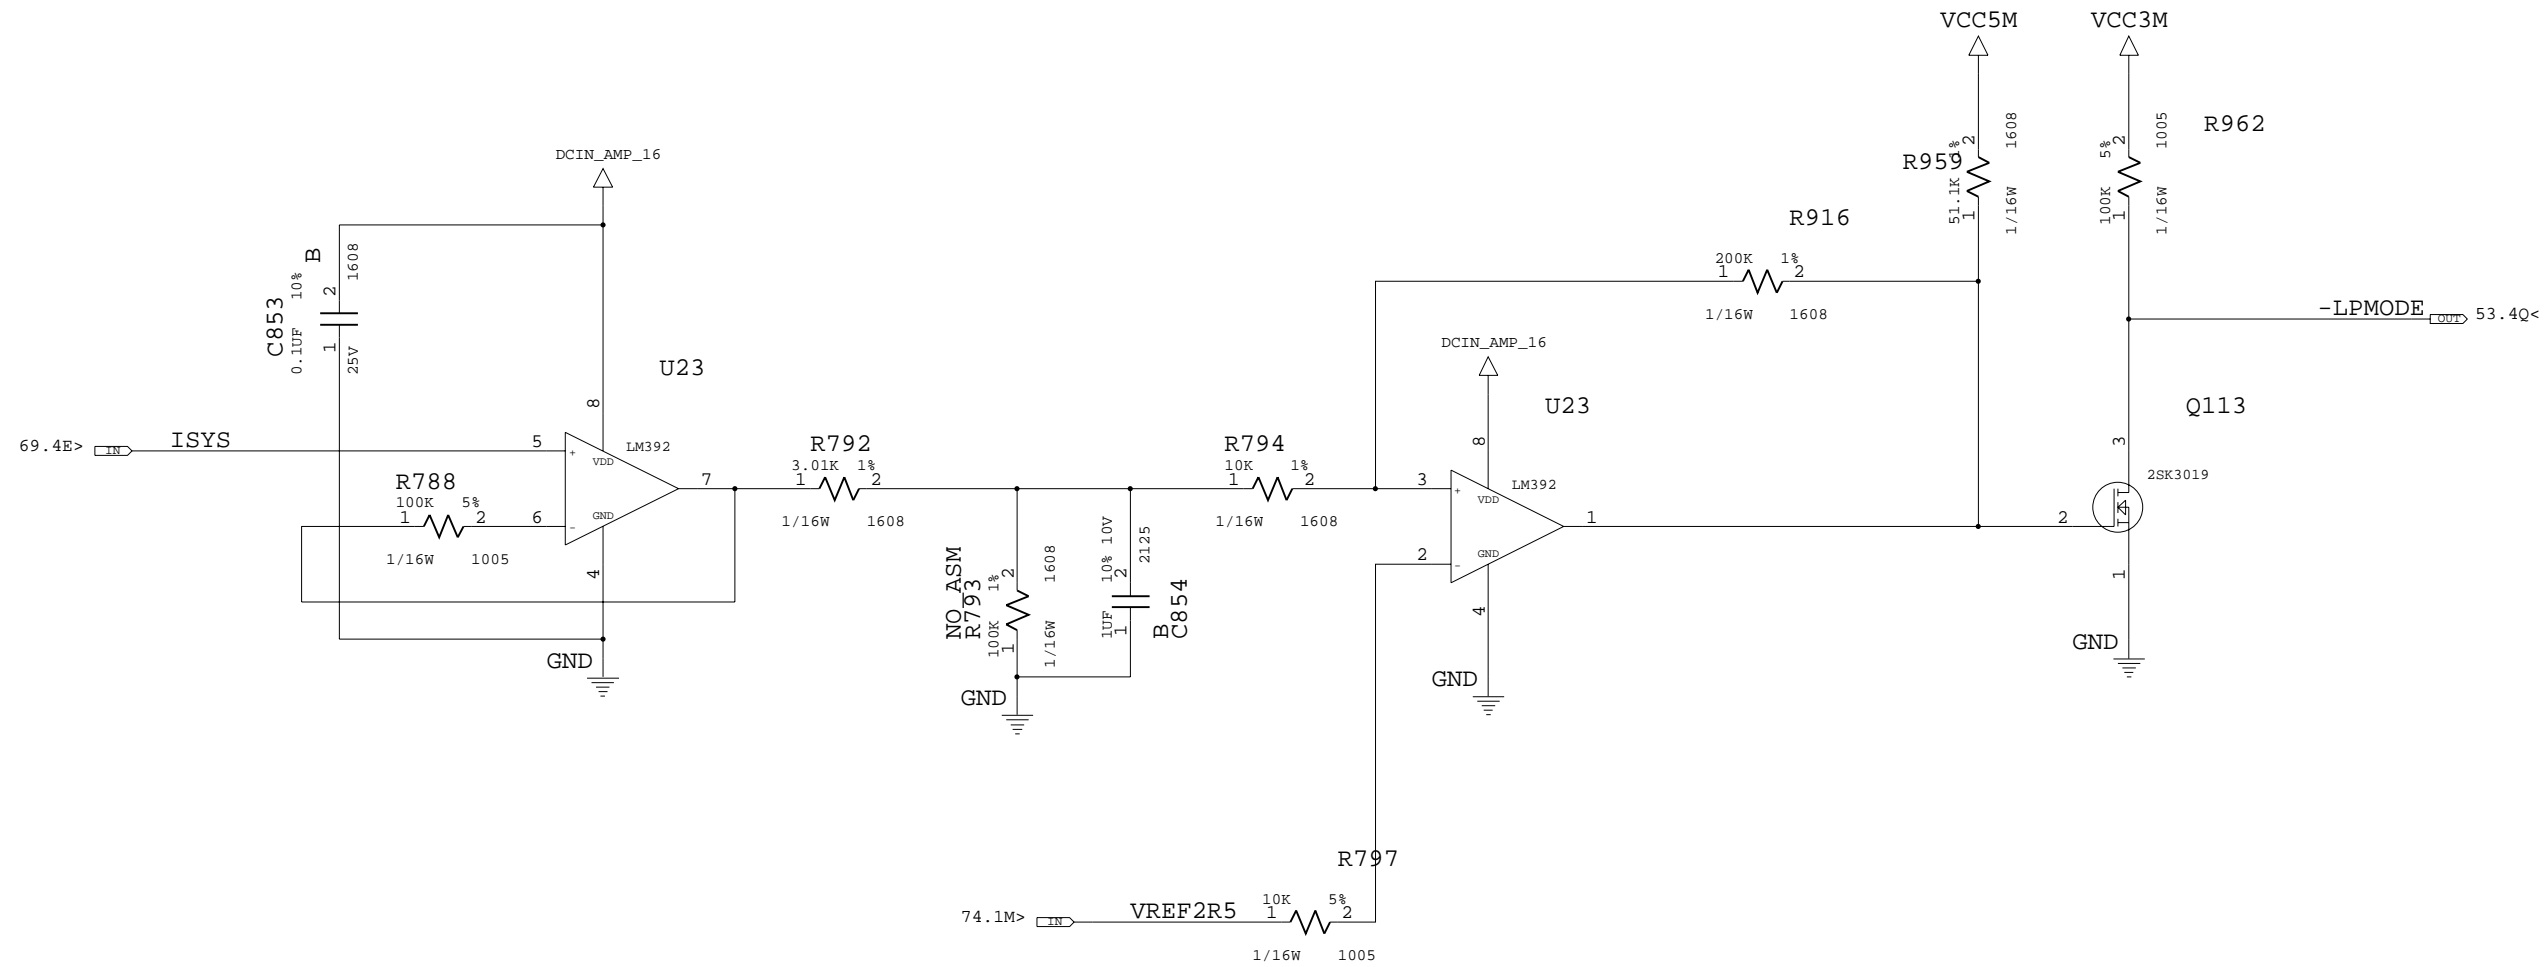 VCC5M VCC3M
R962
1608
1005
2
1%
2
5%
R959
51.1K
1
1/16W
100K
1
1/16W
DCIN_AMP_16
R916
200K 1%
1 2
1/16W 1608
-LPMODE OUT 53.4Q<
B
1608
10%
2
C853
0.1UF
1
25V
U23
8
DCIN_AMP_16
U23
Q113
69.4E> IN ISYS 5
+
VDD
LM392
R788
100K 5%
1 2 6
-
GND
7
1/16W 1005
4
GND
R792
3.01K 1%
1 2
1/16W 1608
NO_ASM
R793
1%
2
1608
100K
1
1/16W
GND
10V
10%
2
2125
1UF
1
B
C854
R794
10K 1%
1 2
1/16W 1608
8
3
+
VDD
LM392
2
-
GND
1
4
GND
3
2SK3019
2
1
GND
R797
74.1M> IN VREF2R5
10K 5%
1 2
1/16W 1005